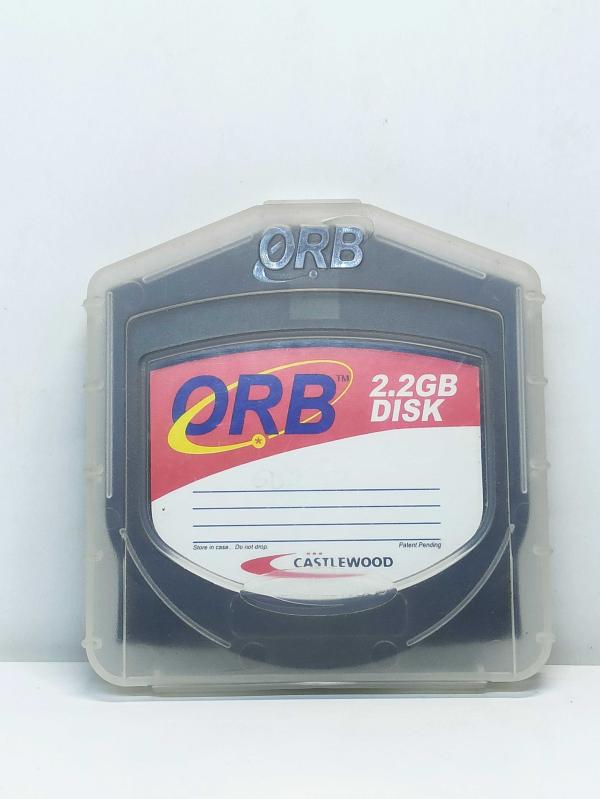 ORB
ORB™ 2.2GB
DISK
Store in case. Do not drop. Patent Pending
CASTLEWOOD